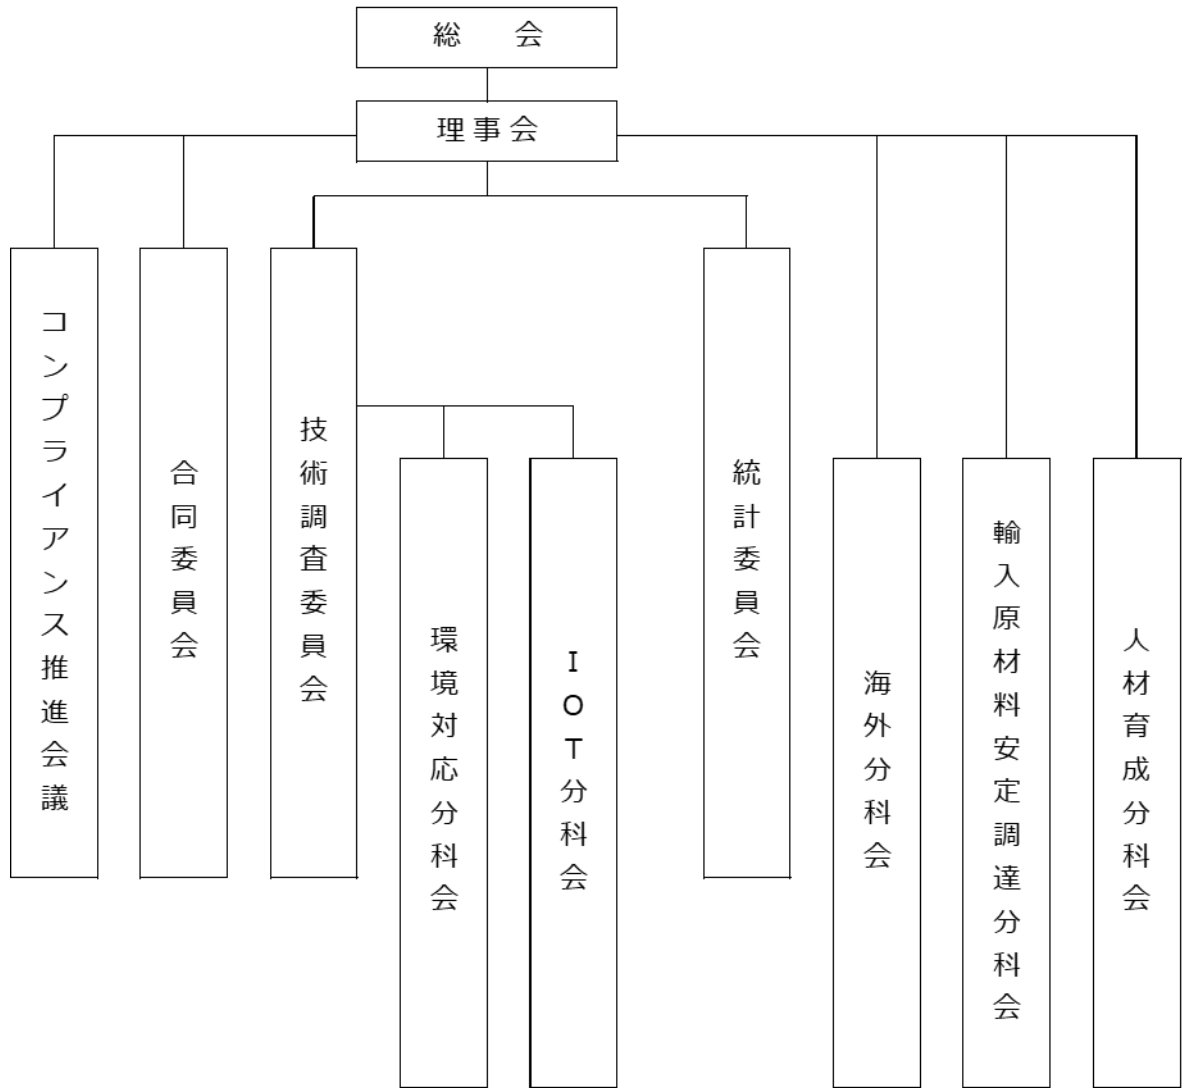 総　会
理事会
コンプライアンス推進会議
合同委員会
技術調査委員会
環境対応分科会
IOT分科会
統計委員会
海外分科会
輸入原材料安定調達分科会
人材育成分科会